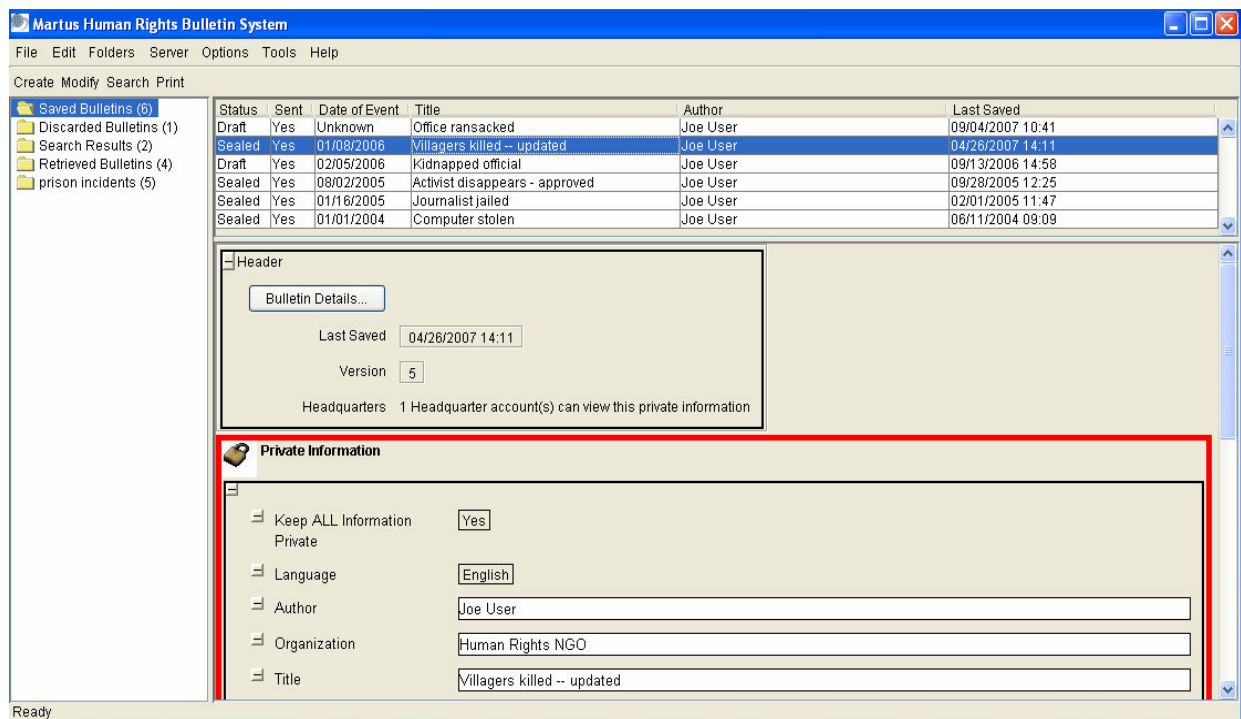 Martus Human Rights Bulletin System
File Edit Folders Server Options Tools Help
Create Modify Search Print
Saved Bulletins (6)
Discarded Bulletins (1)
Search Results (2)
Retrieved Bulletins (4)
prison incidents (5)
Status Sent Date of Event Title Author Last Saved
Draft Yes Unknown Office ransacked Joe User 09/04/2007 10:41
Sealed Yes 01/08/2006 Villagers killed -- updated Joe User 04/26/2007 14:11
Draft Yes 02/05/2006 Kidnapped official Joe User 09/13/2006 14:58
Sealed Yes 08/02/2005 Activist disappears - approved Joe User 09/28/2005 12:25
Sealed Yes 01/16/2005 Journalist jailed Joe User 02/01/2005 11:47
Sealed Yes 01/01/2004 Computer stolen Joe User 06/11/2004 09:09
Header
Bulletin Details...
Last Saved 04/26/2007 14:11
Version 5
Headquarters 1 Headquarter account(s) can view this private information
Private Information
Keep ALL Information Yes
Private
Language English
Author Joe User
Organization Human Rights NGO
Title Villagers killed -- updated
Ready